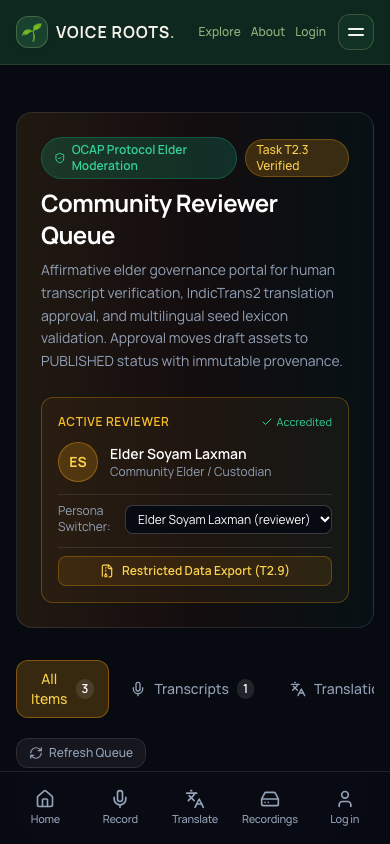 VOICE ROOTS.
Explore About Login
OCAP Protocol Elder
Moderation
Task T2.3
Verified
Community Reviewer
Queue
Affirmative elder governance portal for human
transcript verification, IndicTrans2 translation
approval, and multilingual seed lexicon
validation. Approval moves draft assets to
PUBLISHED status with immutable provenance.
ACTIVE REVIEWER
Accredited
ES
Elder Soyam Laxman
Community Elder / Custodian
Persona
Switcher:
Elder Soyam Laxman (reviewer)
Restricted Data Export (T2.9)
All
Items
3
Transcripts 1
Translatic
Refresh Queue
Home
Record
Translate
Recordings
Log in